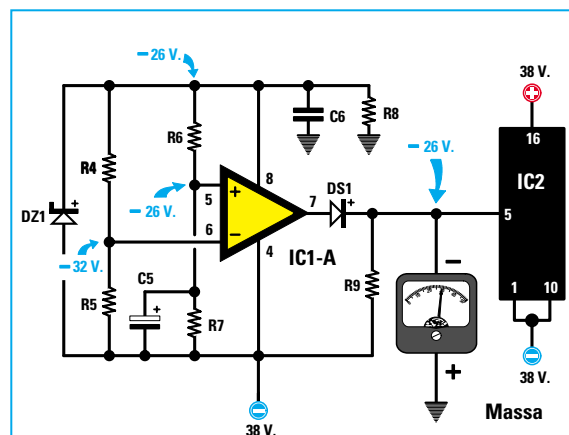 – 26 V.
38 V.
C6
R8
R6
R4
16
DS1
– 26 V.
IC2
8
+
5
7
5
DZ1
+
– 26 V.
6
–
IC1-A
– 32 V.
4
R9
–
C5
+
R5
R7
1
10
+
38 V.
Massa
38 V.